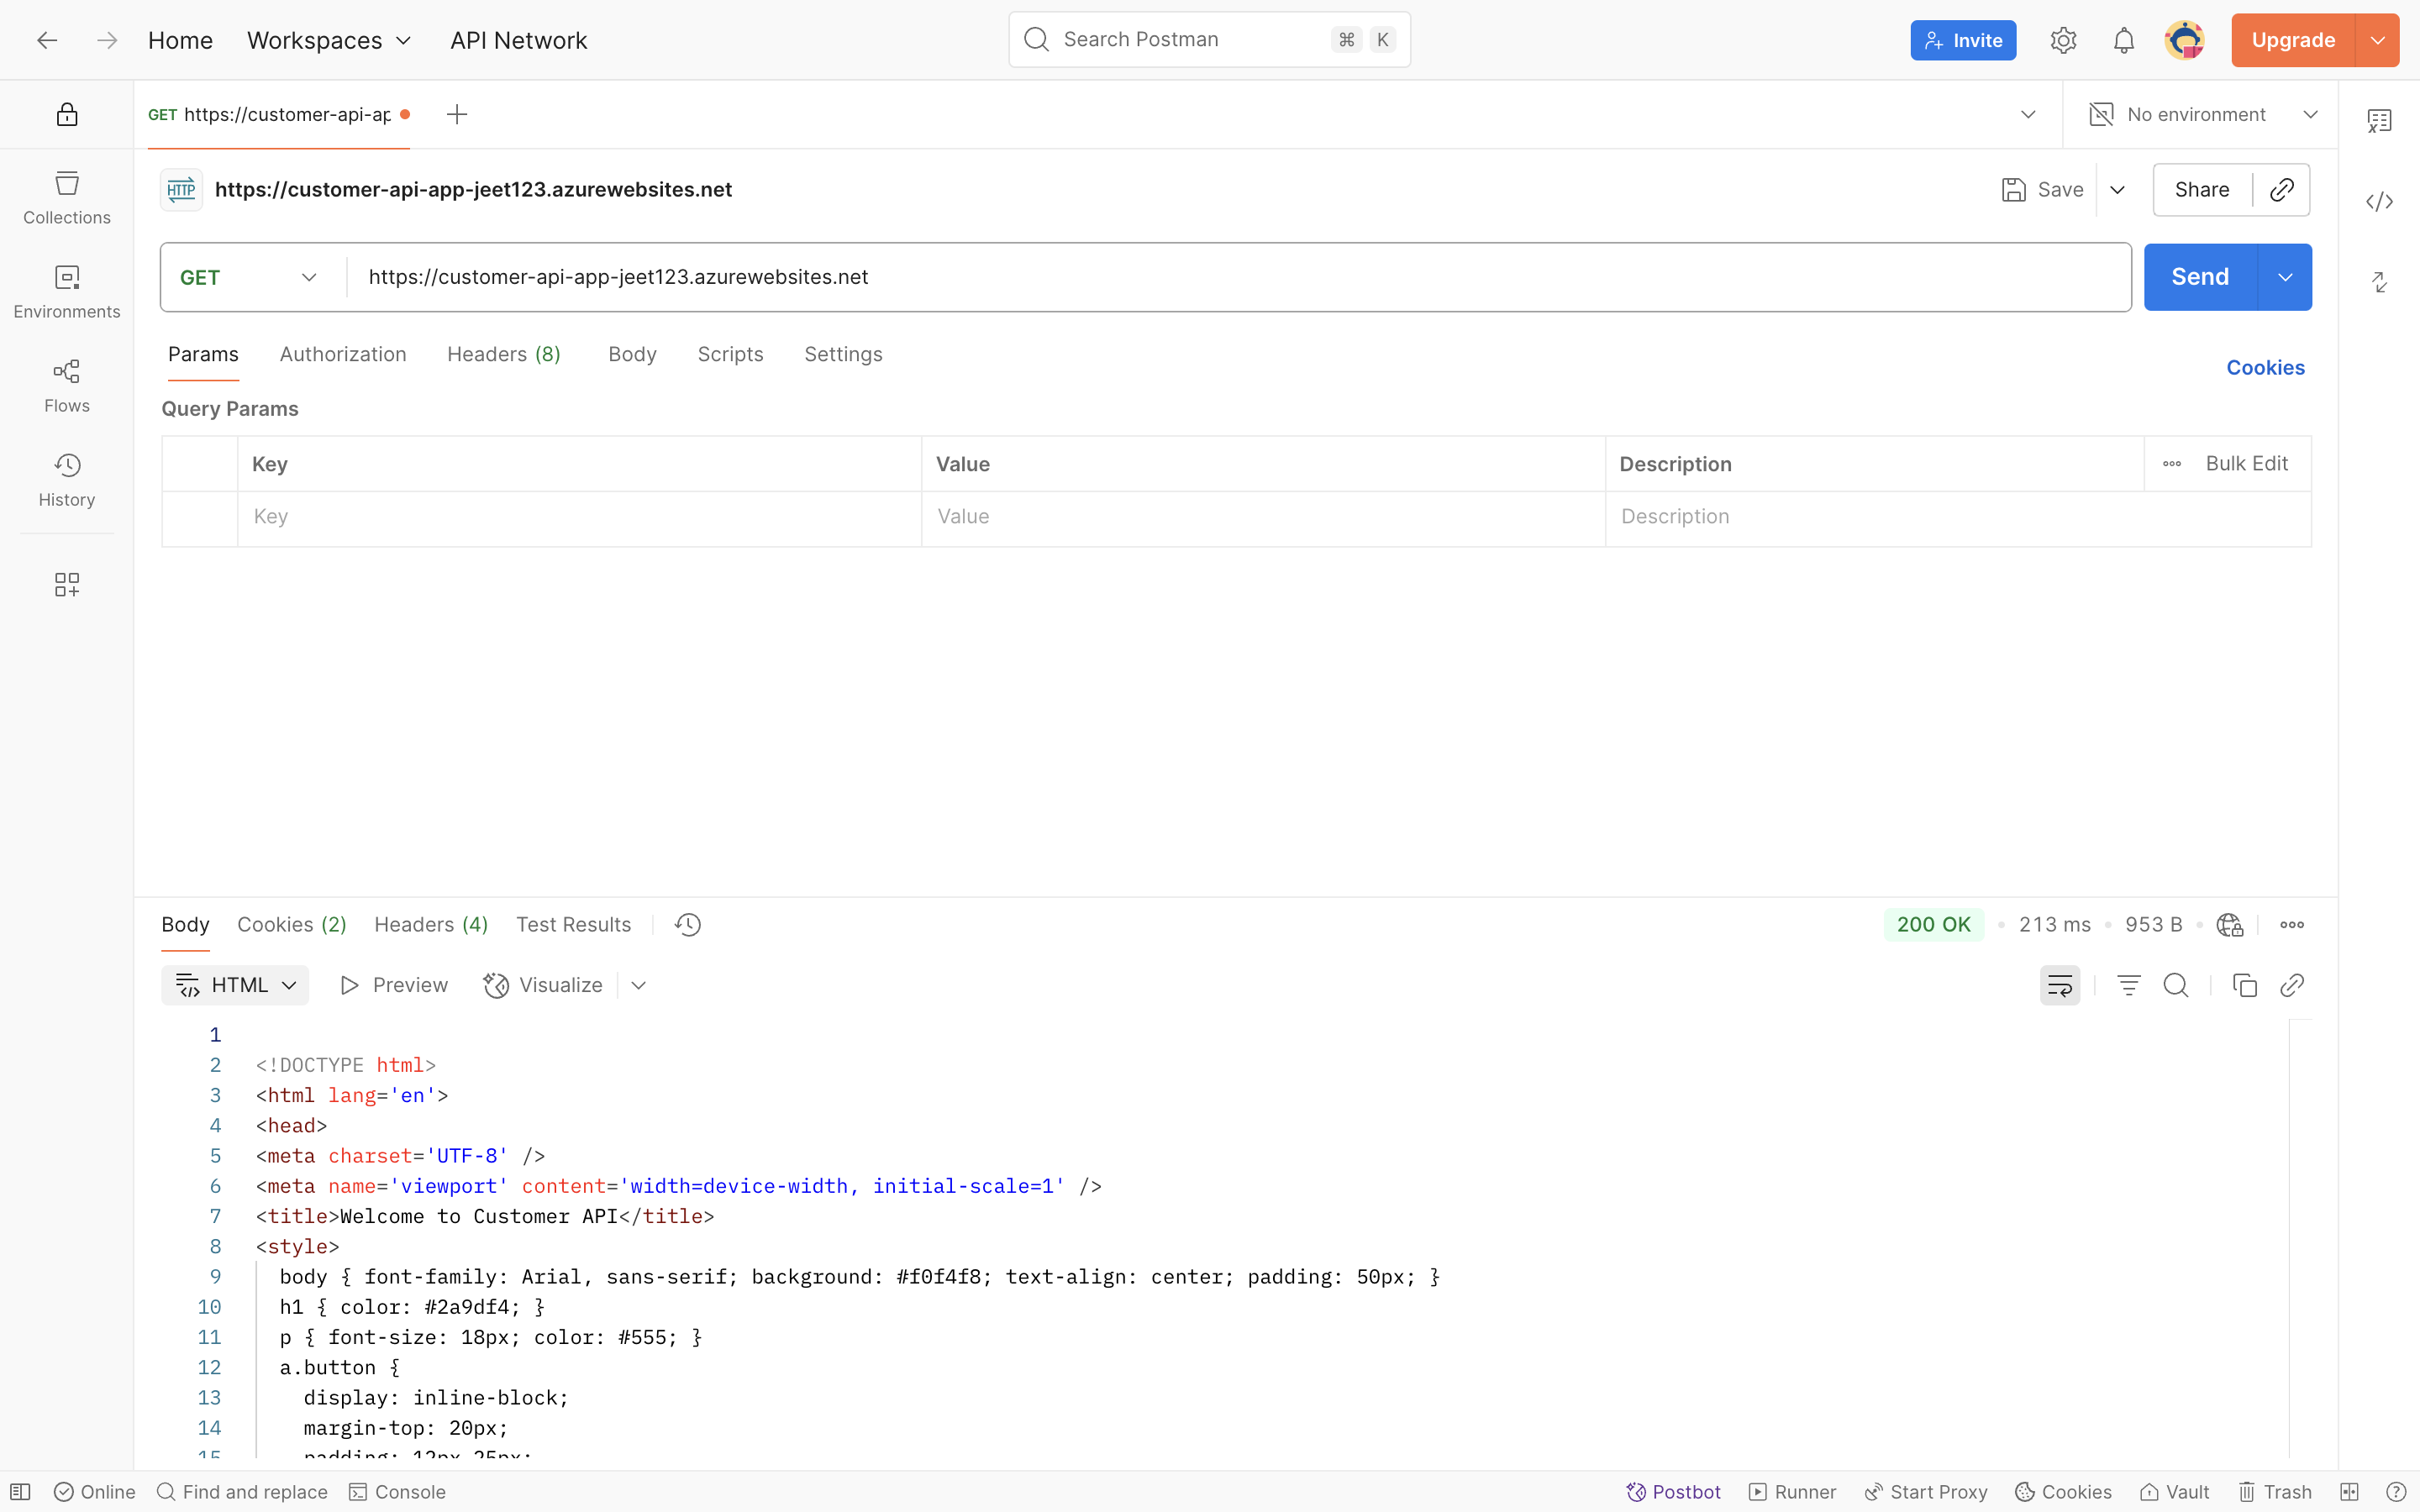 Home Workspaces API Network Search Postman ⌘ K Invite Upgrade
GET https://customer-api-ap No environment
HTTP https://customer-api-app-jeet123.azurewebsites.net Save Share
Collections
GET https://customer-api-app-jeet123.azurewebsites.net Send
Environments
Params Authorization Headers (8) Body Scripts Settings Cookies
Flows
Query Params
Key Value Description Bulk Edit
History
Key Value Description
Body Cookies (2) Headers (4) Test Results 200 OK 213 ms 953 B
HTML Preview Visualize
1
2 <!DOCTYPE html>
3 <html lang='en'>
4 <head>
5 <meta charset='UTF-8' />
6 <meta name='viewport' content='width=device-width, initial-scale=1' />
7 <title>Welcome to Customer API</title>
8 <style>
9 body { font-family: Arial, sans-serif; background: #f0f4f8; text-align: center; padding: 50px; }
10 h1 { color: #2a9df4; }
11 p { font-size: 18px; color: #555; }
12 a.button {
13 display: inline-block;
14 margin-top: 20px;
15 padding: 12px 25px;
Online Find and replace Console Postbot Runner Start Proxy Cookies Vault Trash